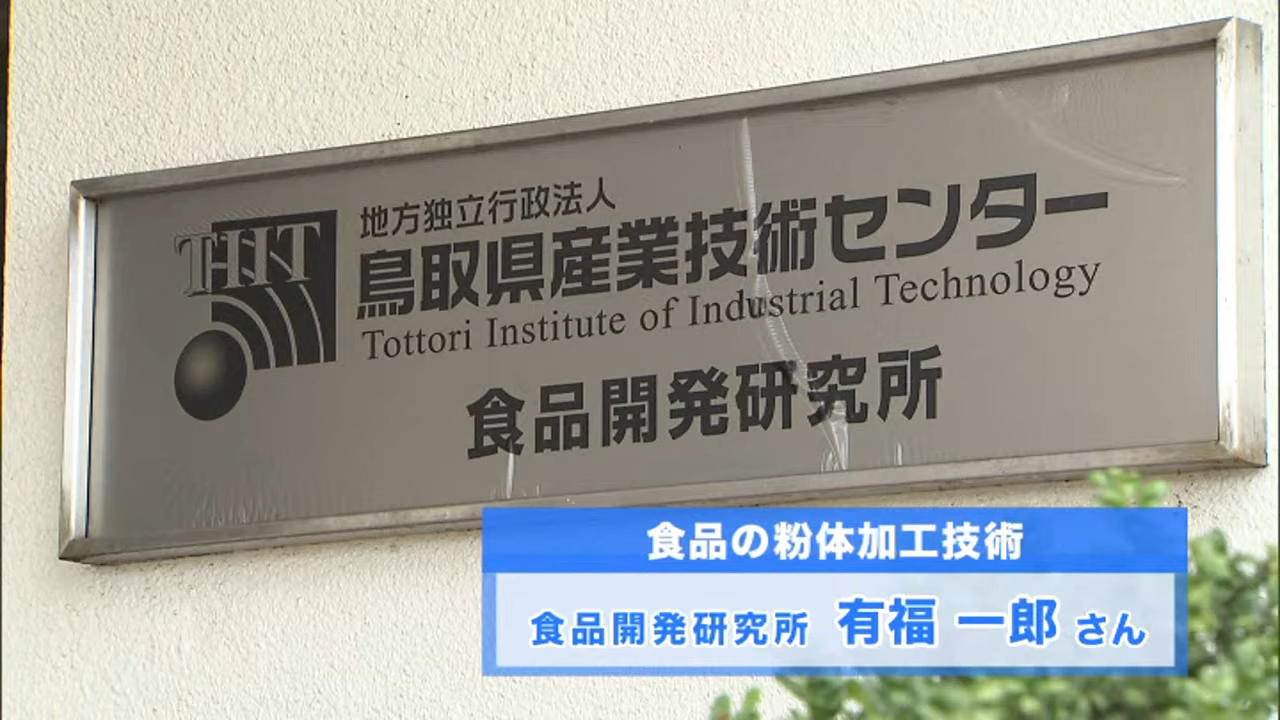 THT
地方独立行政法人
鳥取県産業技術センター
Tottori Institute of Industrial Technology
食品開発研究所
食品の粉体加工技術
食品開発研究所 有福 一郎 さん